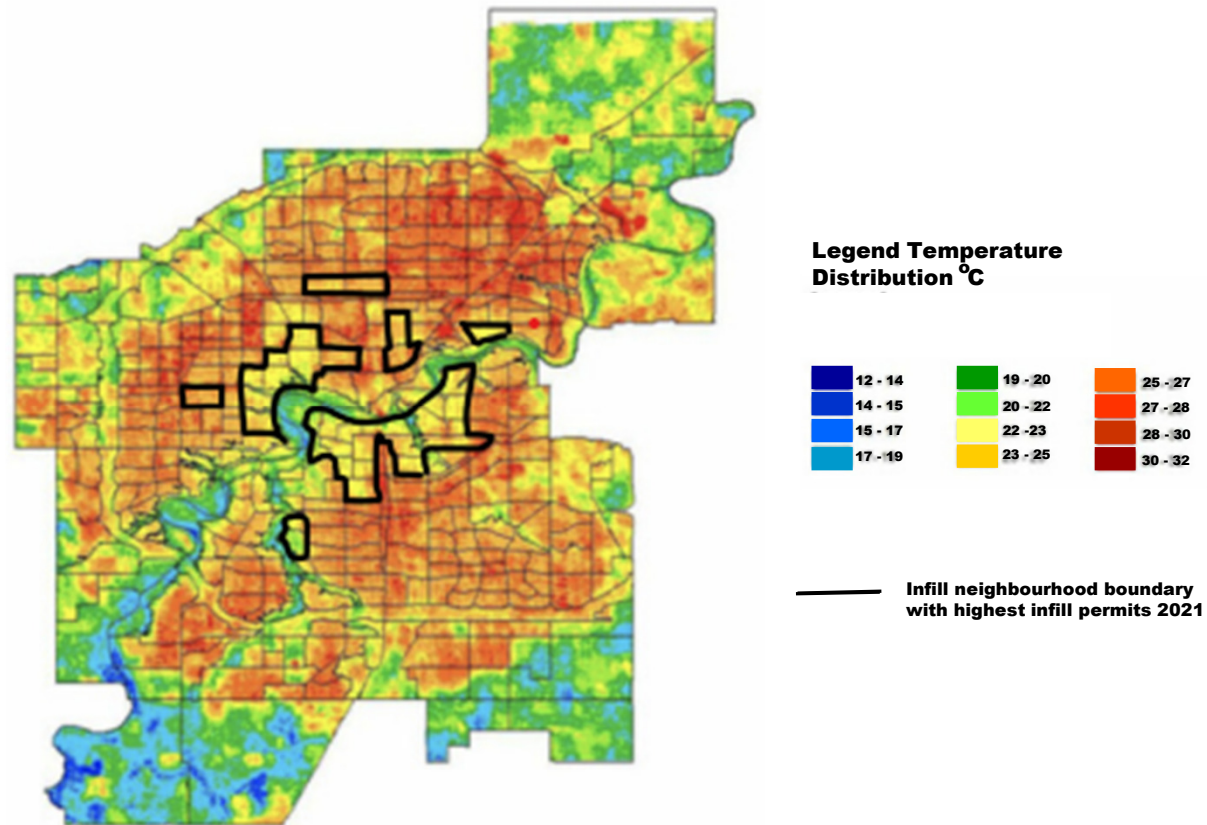 Legend Temperature
Distribution °C
12 - 14
14 - 15
15 - 17
17 - 19
19 - 20
20 - 22
22 -23
23 - 25
25 - 27
27 - 28
28 - 30
30 - 32
Infill neighbourhood boundary
with highest infill permits 2021